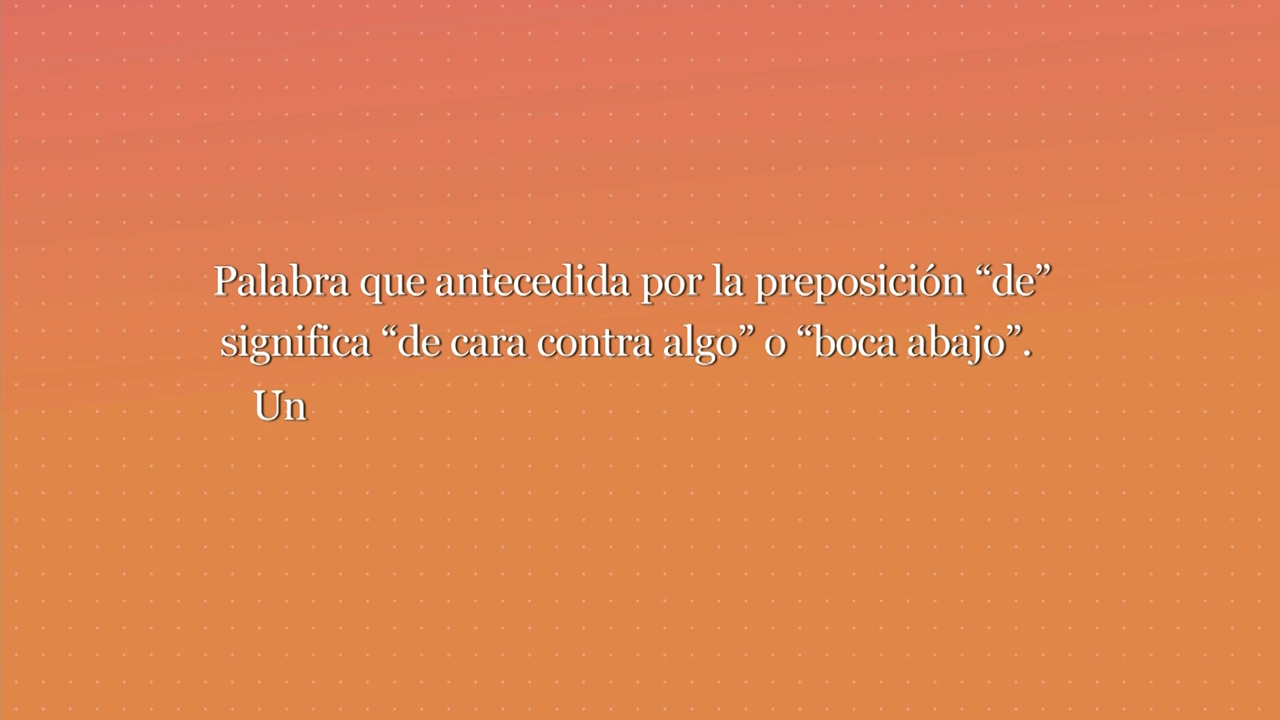 Palabra que antecedida por la preposición “de”
significa “de cara contra algo” o “boca abajo”.
Un